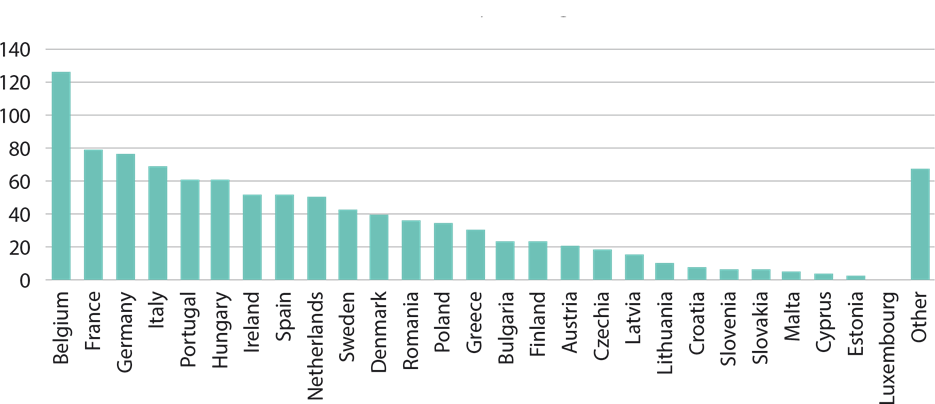 140
120
100
80
60
40
20
0
Belgium
France
Germany
Italy
Portugal
Hungary
Ireland
Spain
Netherlands
Sweden
Denmark
Romania
Poland
Greece
Bulgaria
Finland
Austria
Czechia
Latvia
Lithuania
Croatia
Slovenia
Slovakia
Malta
Cyprus
Estonia
Luxembourg
Other